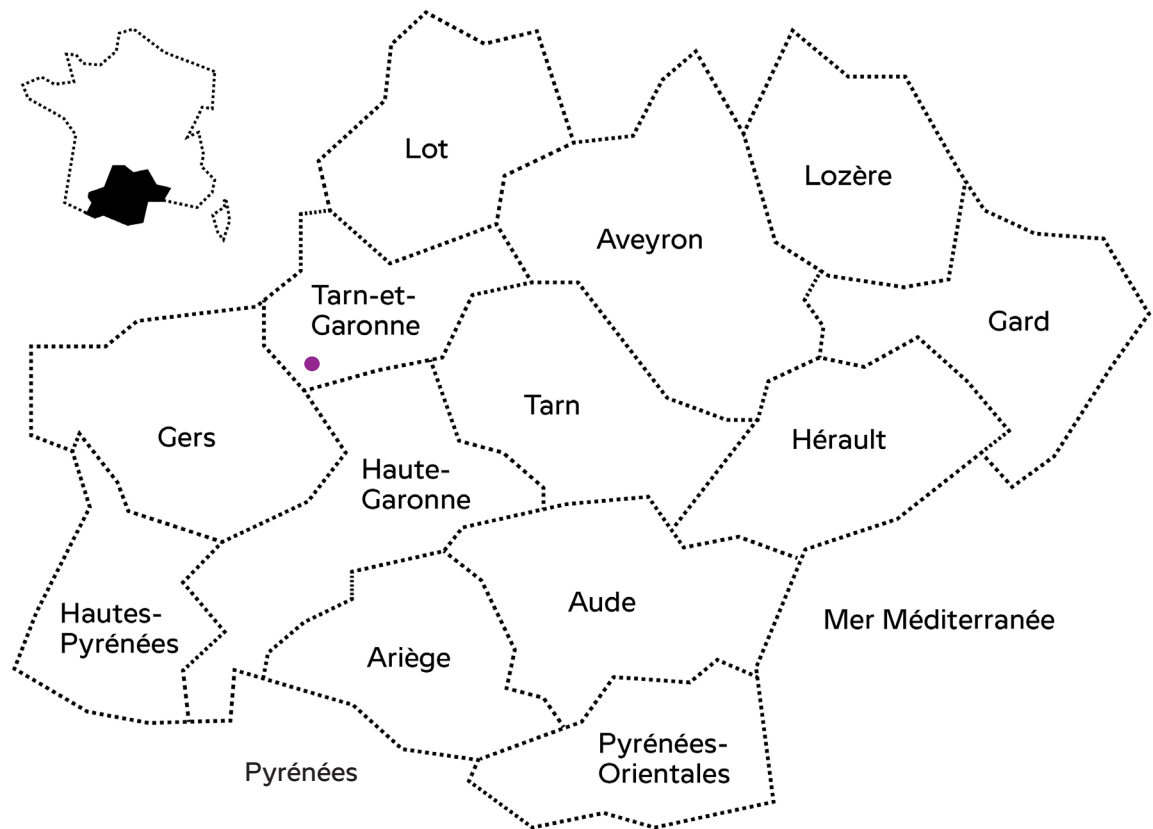 Lot
Lozère
Aveyron
Tarn-et-
Garonne
Gard
Tarn
Gers
Hérault
Haute-
Garonne
Hautes-
Pyrénées
Aude
Mer Méditerranée
Ariège
Pyrénées-
Orientales
Pyrénées